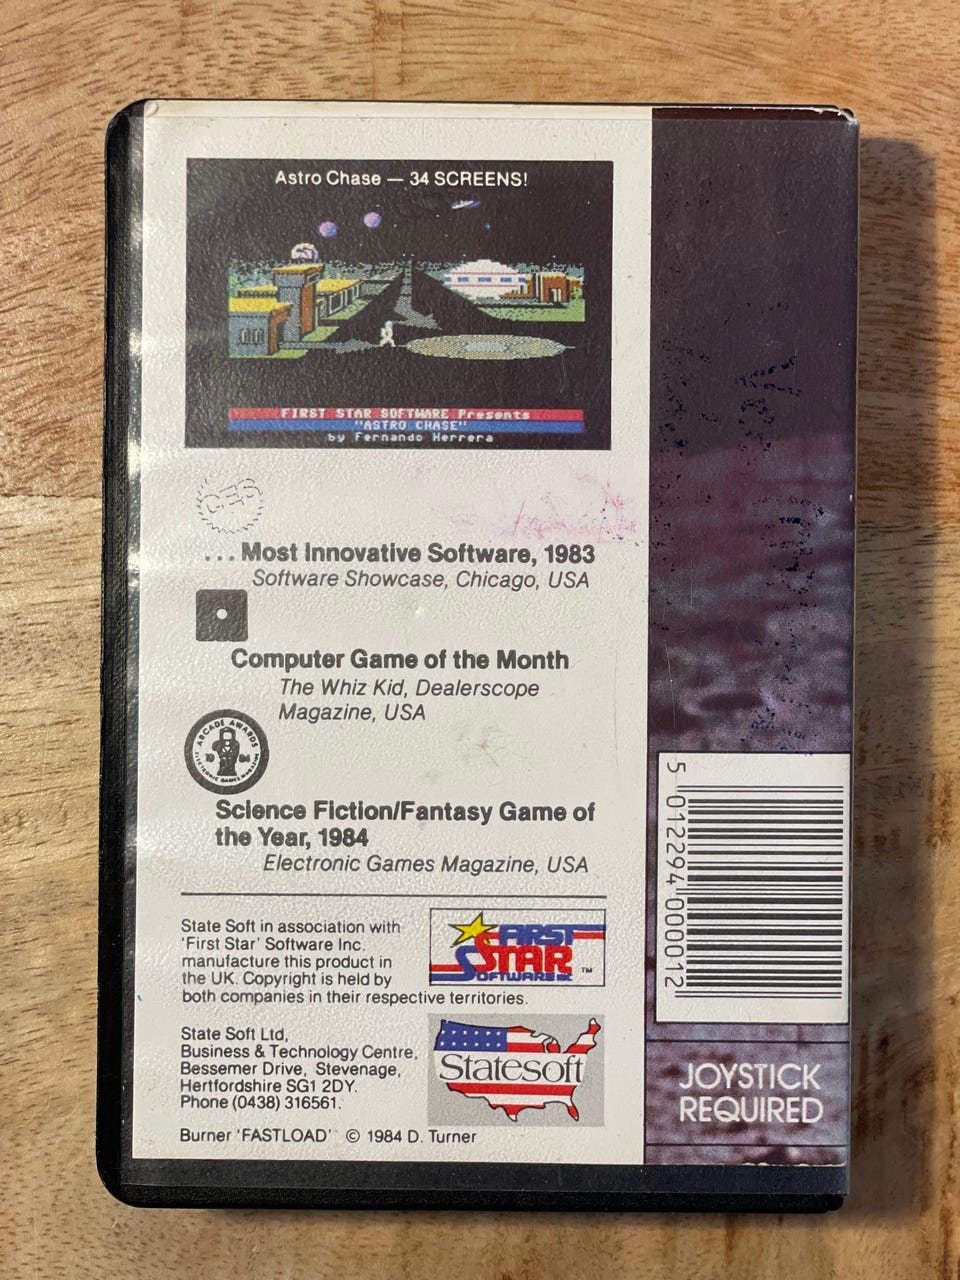 Astro Chase — 34 SCREENS!
FIRST STAR SOFTWARE Presents
"ASTRO CHASE"
by Fernando Herrera
CES
...Most Innovative Software, 1983
Software Showcase, Chicago, USA
Computer Game of the Month
The Whiz Kid, Dealerscope
Magazine, USA
ARCADE AWARDS
1984
ELECTRONIC GAMES MAGAZINE
Science Fiction/Fantasy Game of
the Year, 1984
Electronic Games Magazine, USA
State Soft in association with
'First Star' Software Inc.
manufacture this product in
the UK. Copyright is held by
both companies in their respective territories.
FIRST
STAR
SOFTWARE INC
TM
State Soft Ltd,
Business & Technology Centre,
Bessemer Drive, Stevenage,
Hertfordshire SG1 2DY.
Phone (0438) 316561.
Statesoft
Burner 'FASTLOAD' © 1984 D. Turner
5 012294 000012
JOYSTICK
REQUIRED